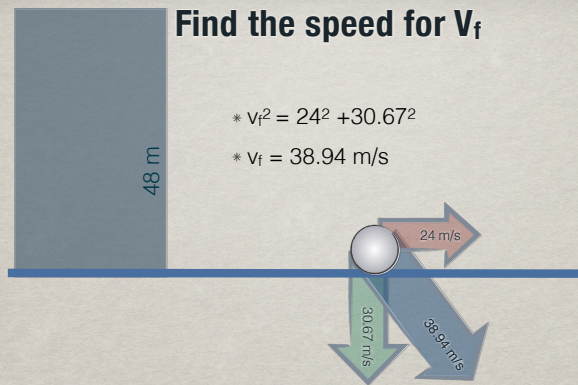 Find the speed for Vf
* vf² = 24² +30.67²
* vf = 38.94 m/s
48 m
24 m/s
30.67 m/s
38.94 m/s